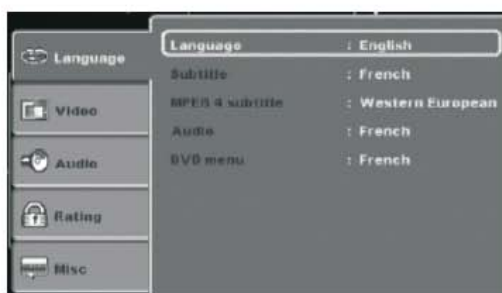 Language
Video
Audio
Rating
Misc
Language : English
Subtitle : French
MPEG 4 subtitle : Western European
Audio : French
DVD menu : French